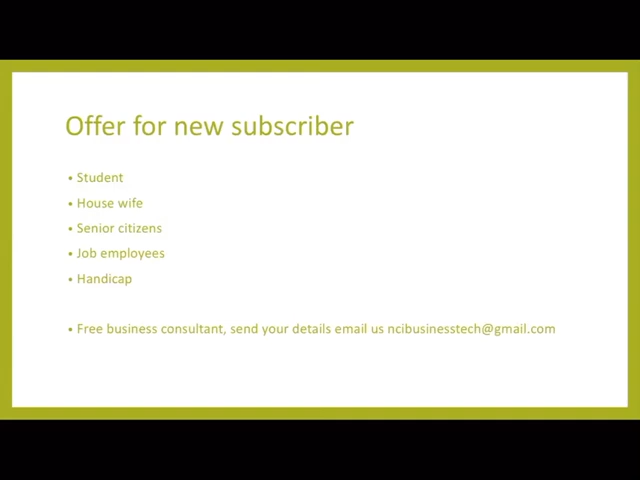 Offer for new subscriber
• Student
• House wife
• Senior citizens
• Job employees
• Handicap
• Free business consultant, send your details email us ncibusinesstech@gmail.com